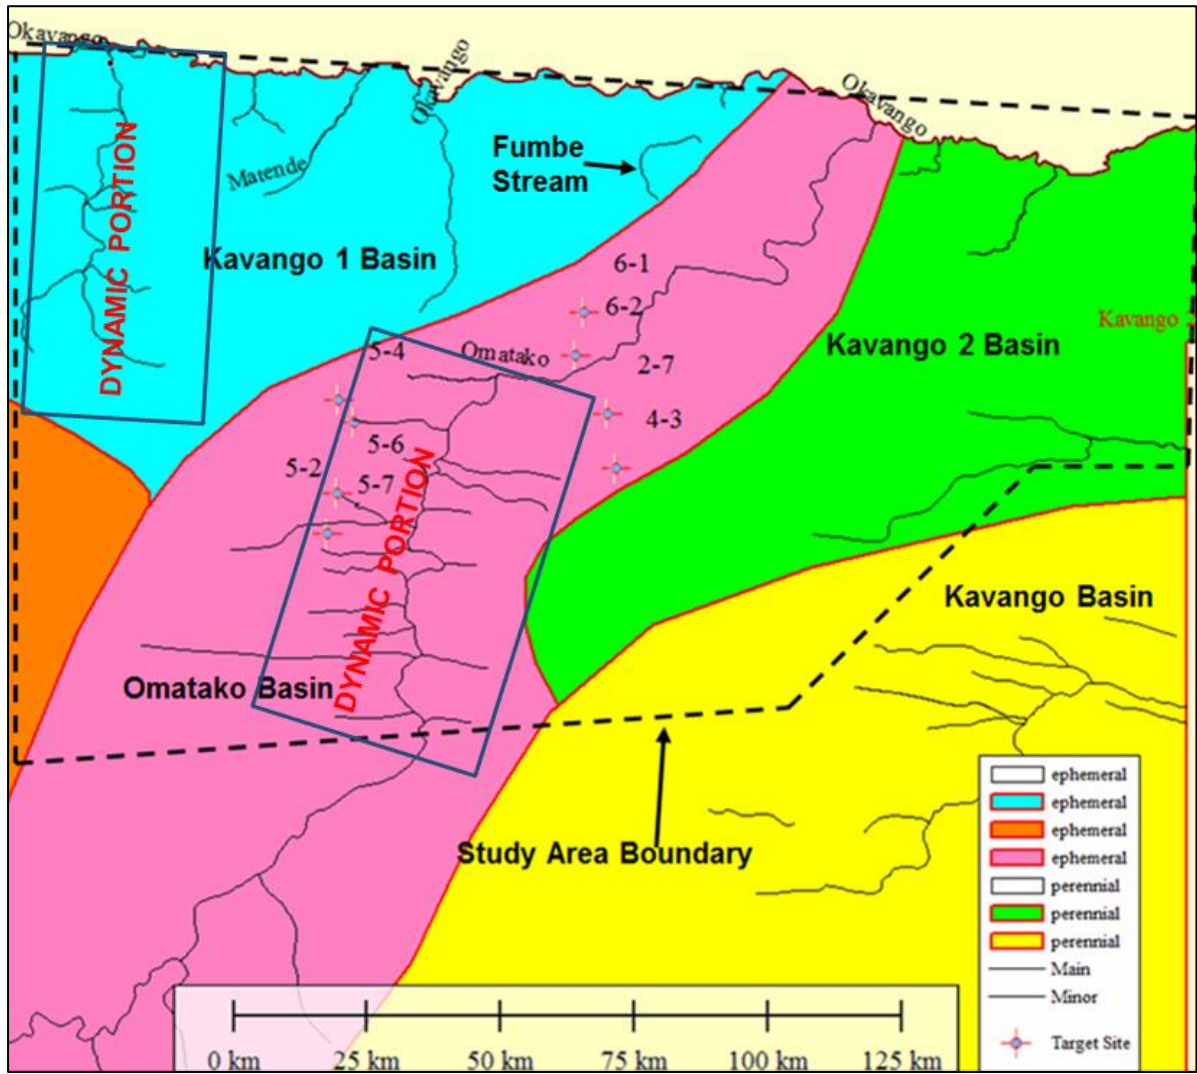 Okavango
Okavango
Okavango
Fumbe
Stream
Matende
DYNAMIC PORTION
Kavango 1 Basin
6-1
6-2
Kavango
Kavango 2 Basin
5-4
Omatako
2-7
4-3
5-6
5-2
5-7
DYNAMIC PORTION
Kavango Basin
Omatako Basin
Study Area Boundary
ephemeral
ephemeral
ephemeral
ephemeral
perennial
perennial
perennial
Main
Minor
Target Site
0 km 25 km 50 km 75 km 100 km 125 km